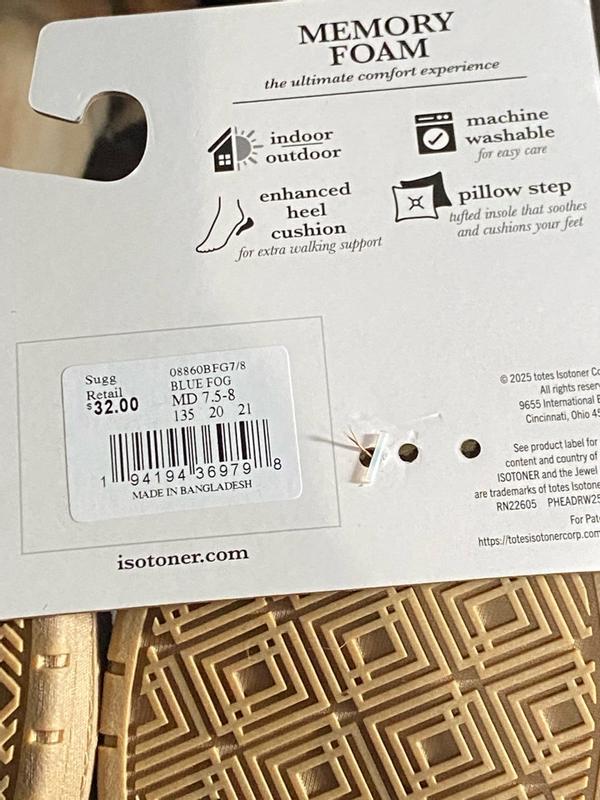 MEMORY
FOAM
the ultimate comfort experience
indoor
outdoor
machine
washable
for easy care
enhanced
heel
cushion
for extra walking support
pillow step
tufted insole that soothes
and cushions your feet
Sugg
Retail
$32.00
08860BFG7/8
BLUE FOG
MD 7.5-8
135 20 21
1 94194 36979 8
MADE IN BANGLADESH
isotoner.com
© 2025 totes Isotoner
All rights
9655 International
Cincinnati, Ohio
See product label for
content and country of
ISOTONER and the Jewel
are trademarks of totes
RN22605 PHEADRW25
For
https://totesisotonercorp.com